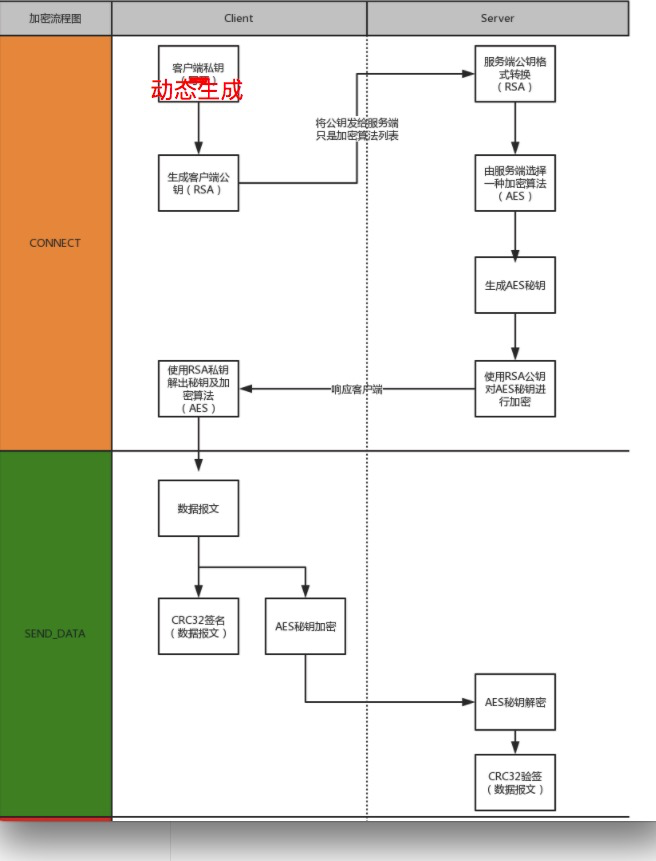 加密流程图
Client
Server
CONNECT
客户端私钥
动态生成
生成客户端公
钥（RSA）
将公钥发给服务端
只是加密算法列表
服务端公钥格
式转换
（RSA）
由服务端选择
一种加密算法
（AES）
生成AES秘钥
使用RSA公钥
对AES秘钥进
行加密
响应客户端
使用RSA私钥
解出秘钥及加
密算法
（AES）
SEND_DATA
数据报文
CRC32签名
（数据报文）
AES秘钥加密
AES秘钥解密
CRC32验签
（数据报文）